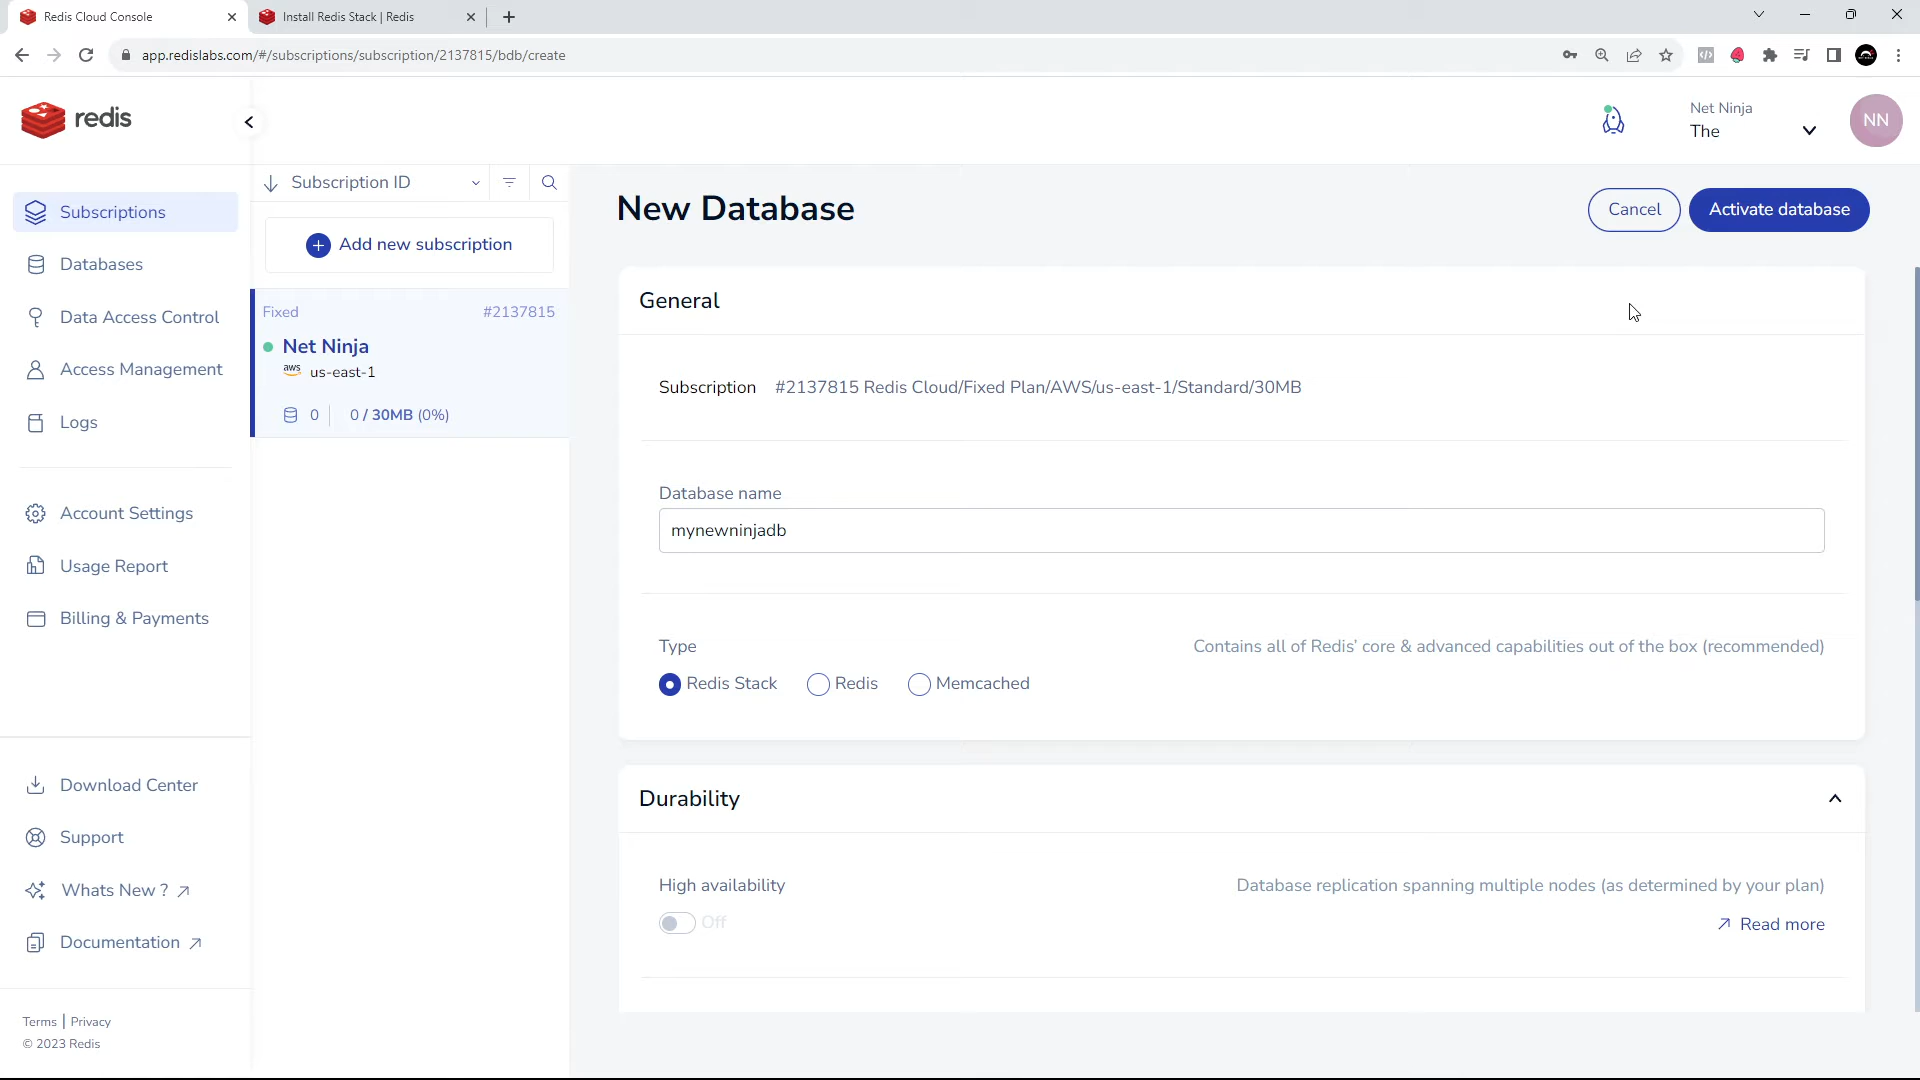 Redis Cloud Console
Install Redis Stack | Redis
app.redislabs.com/#/subscriptions/subscription/2137815/bdb/create
redis
Net Ninja
The
NN
Subscriptions
Databases
Data Access Control
Access Management
Logs
Account Settings
Usage Report
Billing & Payments
Download Center
Support
Whats New ?
Documentation
Terms | Privacy
© 2023 Redis
Subscription ID
Add new subscription
Fixed #2137815
Net Ninja
aws us-east-1
0 0 / 30MB (0%)
New Database
Cancel
Activate database
General
Subscription #2137815 Redis Cloud/Fixed Plan/AWS/us-east-1/Standard/30MB
Database name
mynewninjadb
Type Contains all of Redis’ core & advanced capabilities out of the box (recommended)
Redis Stack Redis Memcached
Durability
High availability Database replication spanning multiple nodes (as determined by your plan)
Off Read more